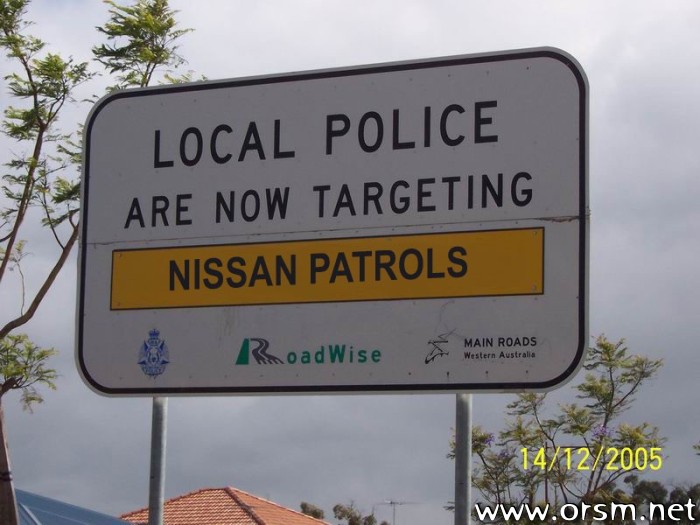 LOCAL POLICE
ARE NOW TARGETING
NISSAN PATROLS
RoadWise
MAIN ROADS
Western Australia
14/12/2005
www.orsm.net